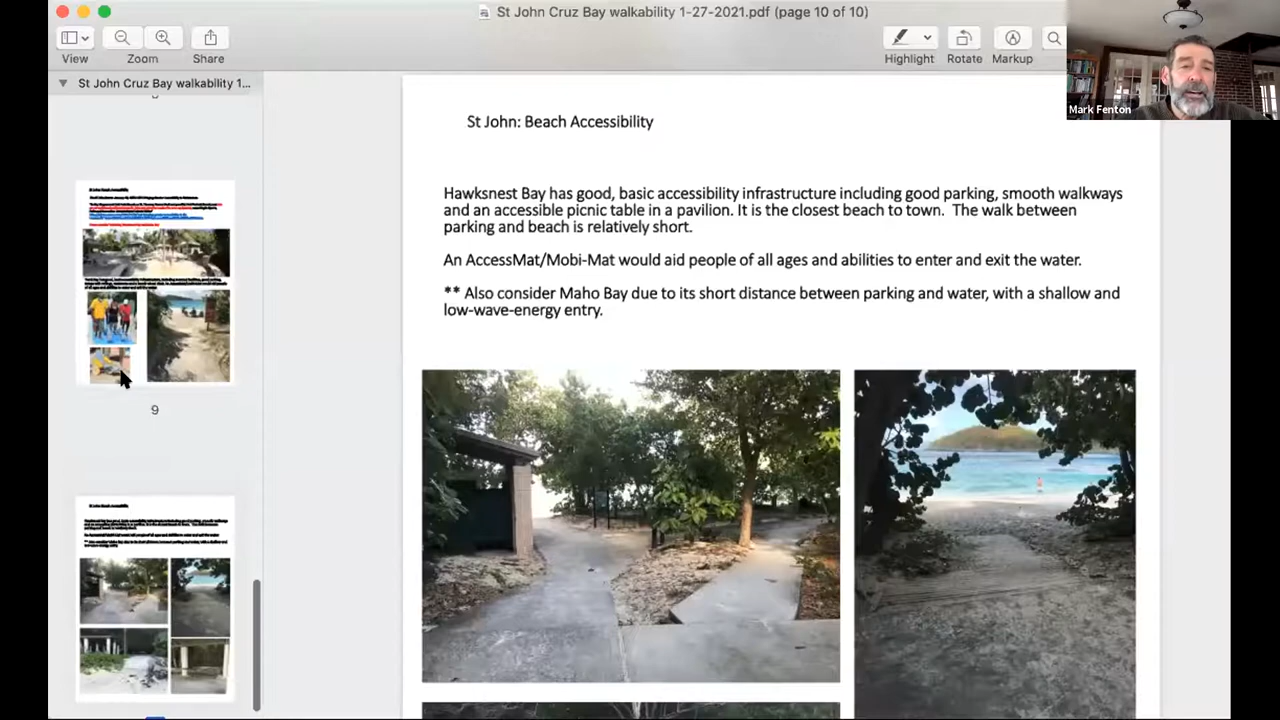 St John Cruz Bay walkability 1-27-2021.pdf (page 10 of 10)
View
Zoom
Share
Highlight
Rotate
Markup
St John Cruz Bay walkability 1...
Mark Fenton
St John: Beach Accessibility
Hawksnest Bay has good, basic accessibility infrastructure including good parking, smooth walkways
and an accessible picnic table in a pavilion. It is the closest beach to town. The walk between
parking and beach is relatively short.
An AccessMat/Mobi-Mat would aid people of all ages and abilities to enter and exit the water.
** Also consider Maho Bay due to its short distance between parking and water, with a shallow and
low-wave-energy entry.
9